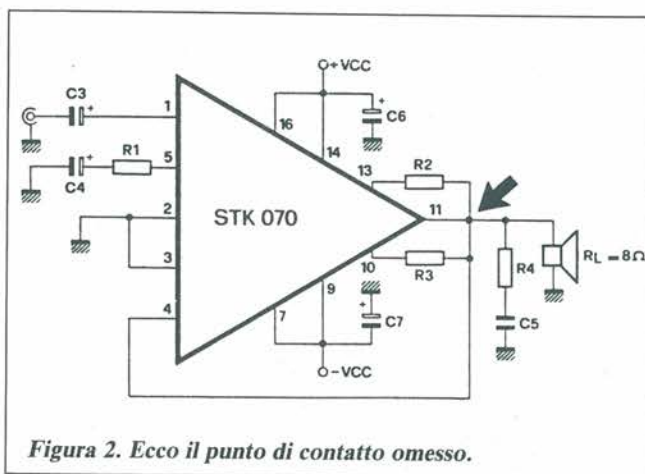 +VCC
C3
+
1
16
+
C6
14
C4
+
R1
5
13
R2
STK 070
11
2
3
10
R3
R4
RL = 8Ω
4
9
7
+
C7
C5
-VCC
Figura 2. Ecco il punto di contatto omesso.